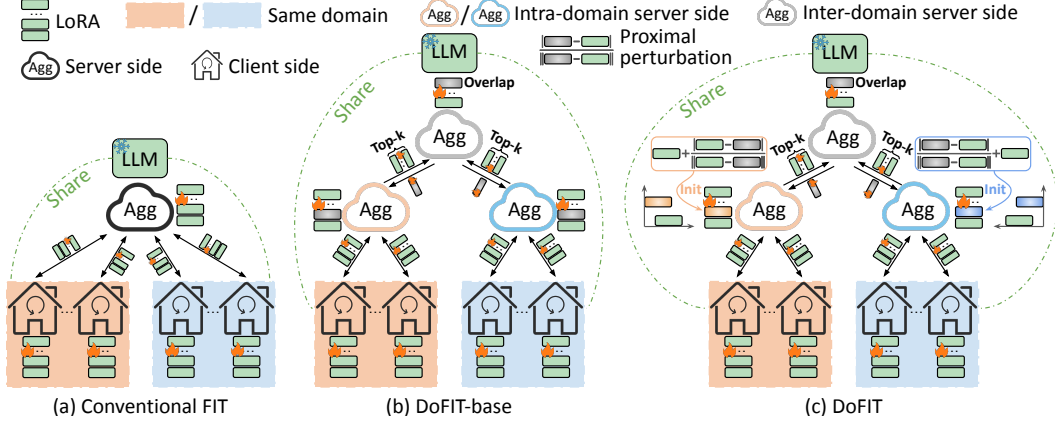 LoRA
/
Same domain
Agg / Agg Intra-domain server side
Agg Inter-domain server side
Agg Server side
Client side
Proximal
perturbation
LLM
Share
Agg
(a) Conventional FIT
LLM
Overlap
Share
Agg
Top-k
Top-k
Agg
Agg
(b) DoFIT-base
LLM
Overlap
Share
Agg
Top-k
Top-k
+
+
Init
Init
Agg
Agg
(c) DoFIT